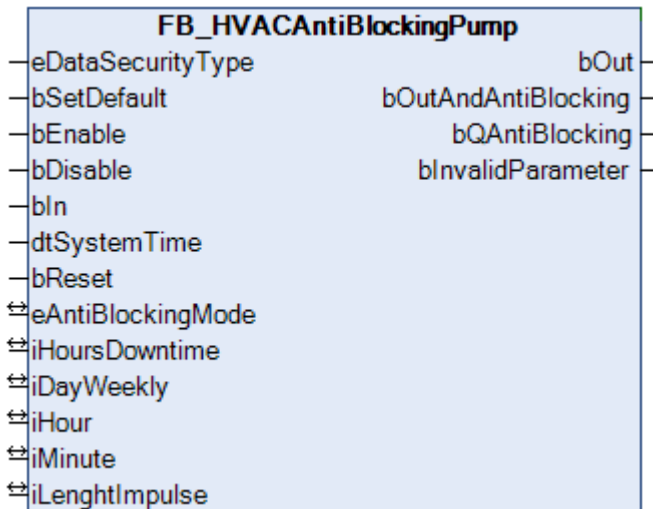 FB_HVACAntiBlockingPump
eDataSecurityType bOut
bSetDefault bOutAndAntiBlocking
bEnable bQAntiBlocking
bDisable bInvalidParameter
bIn
dtSystemTime
bReset
eAntiBlockingMode
iHoursDowntime
iDayWeekly
iHour
iMinute
iLenghtImpulse